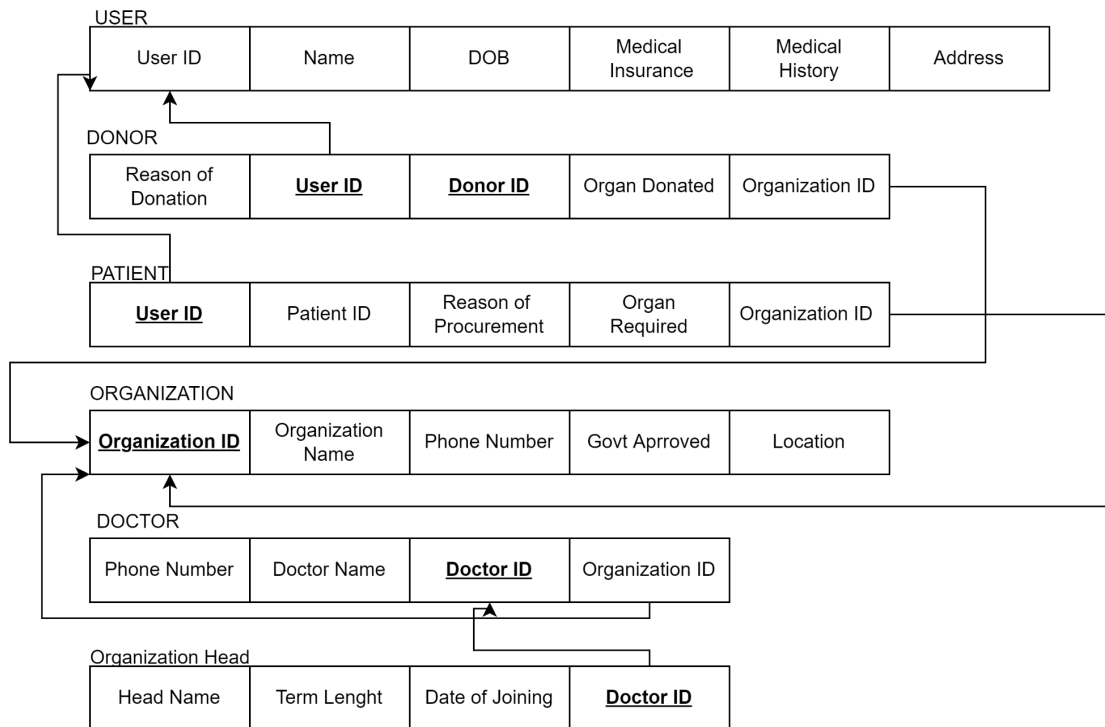 USER
User ID
Name
DOB
Medical
Insurance
Medical
History
Address
DONOR
Reason of
Donation
User ID
Donor ID
Organ Donated
Organization ID
PATIENT
User ID
Patient ID
Reason of
Procurement
Organ
Required
Organization ID
ORGANIZATION
Organization ID
Organization
Name
Phone Number
Govt Aprroved
Location
DOCTOR
Phone Number
Doctor Name
Doctor ID
Organization ID
Organization Head
Head Name
Term Lenght
Date of Joining
Doctor ID